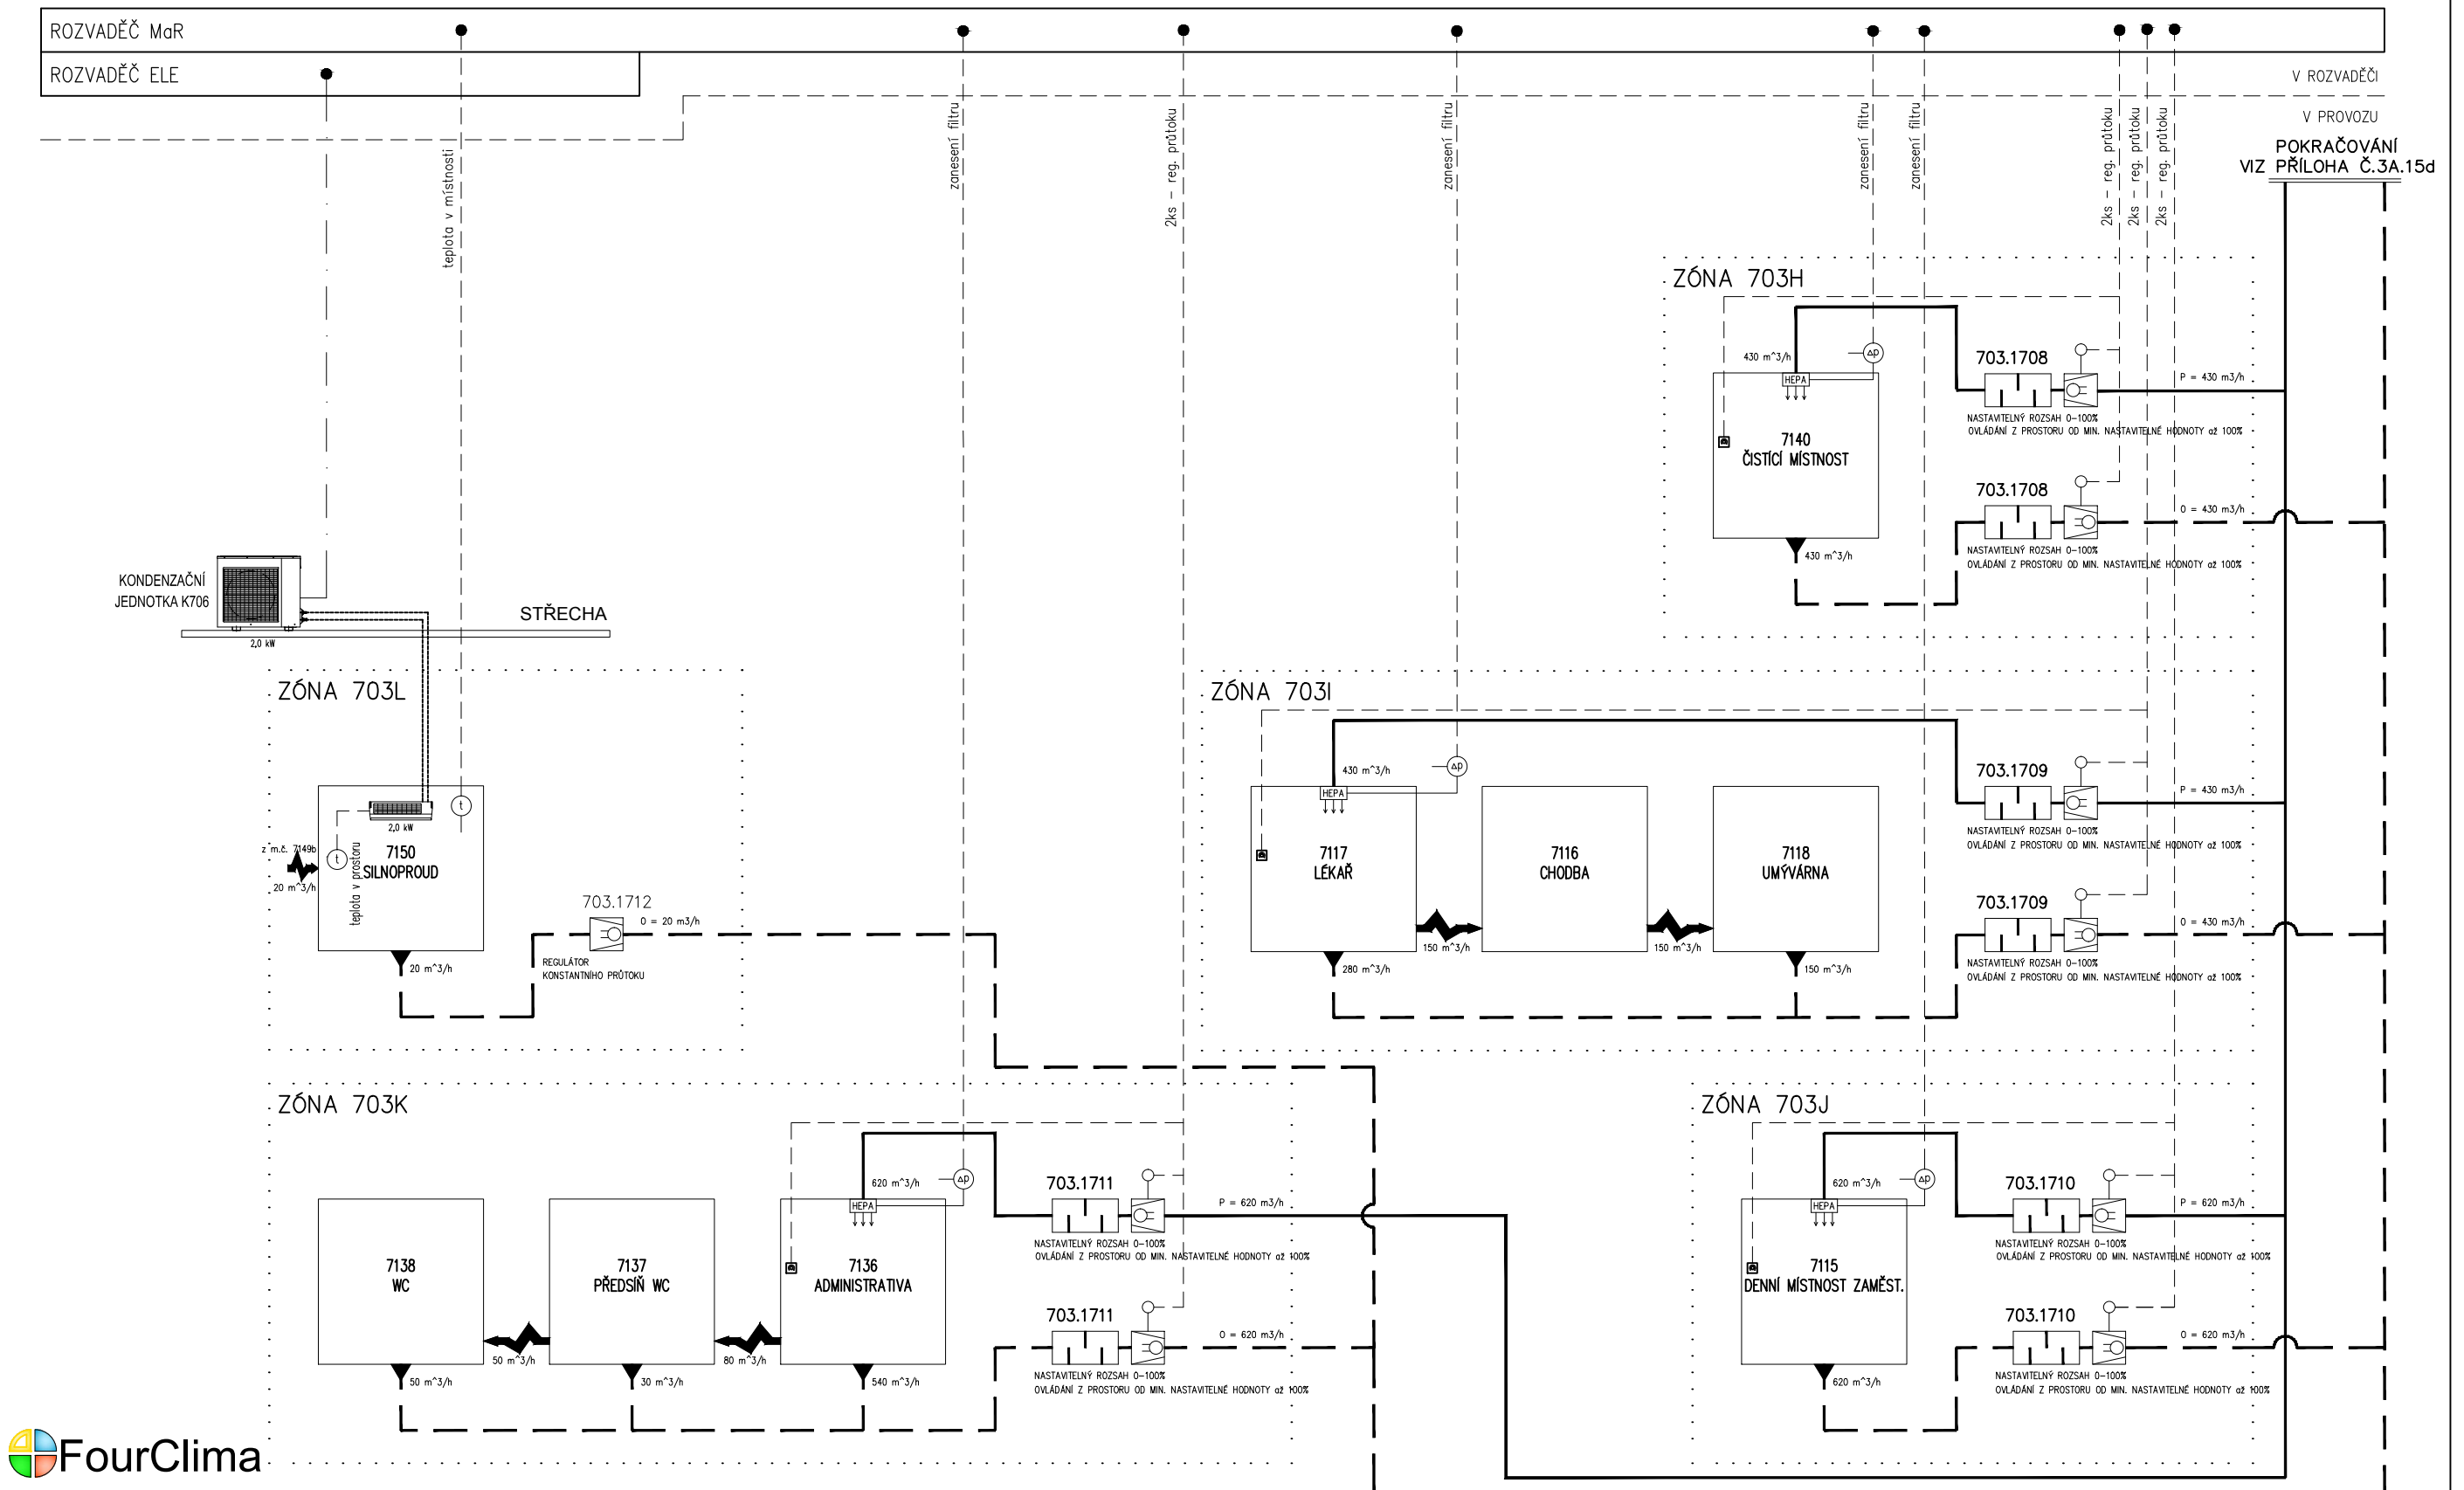 ROZVADĚČ MaR
ROZVADĚČ ELE
V ROZVADĚČI
V PROVOZU
POKRAČOVÁNÍ
VIZ PŘÍLOHA Č.3A.15d
teplota v místnosti
zanesení filtru
2ks – reg. průtoku
zanesení filtru
zanesení filtru
zanesení filtru
2ks – reg. průtoku
2ks – reg. průtoku
2ks – reg. průtoku
ZÓNA 703H
430 m^3/h
Δp
HEPA
7140
ČISTÍCÍ MÍSTNOST
430 m^3/h
703.1708
P = 430 m3/h
NASTAVITELNÝ ROZSAH 0–100%
OVLÁDÁNÍ Z PROSTORU OD MIN. NASTAVITELNÉ HODNOTY až 100%
703.1708
O = 430 m3/h
NASTAVITELNÝ ROZSAH 0–100%
OVLÁDÁNÍ Z PROSTORU OD MIN. NASTAVITELNÉ HODNOTY až 100%
KONDENZAČNÍ
JEDNOTKA K706
2,0 kW
STŘECHA
ZÓNA 703L
2,0 kW
t
t
teplota v prostoru
z m.č. 7149b
20 m^3/h
7150
SILNOPROUD
20 m^3/h
703.1712
O = 20 m3/h
REGULÁTOR
KONSTANTNÍHO PRŮTOKU
ZÓNA 703I
430 m^3/h
Δp
HEPA
7117
LÉKAŘ
7116
CHODBA
7118
UMÝVÁRNA
150 m^3/h
150 m^3/h
280 m^3/h
150 m^3/h
703.1709
P = 430 m3/h
NASTAVITELNÝ ROZSAH 0–100%
OVLÁDÁNÍ Z PROSTORU OD MIN. NASTAVITELNÉ HODNOTY až 100%
703.1709
O = 430 m3/h
NASTAVITELNÝ ROZSAH 0–100%
OVLÁDÁNÍ Z PROSTORU OD MIN. NASTAVITELNÉ HODNOTY až 100%
ZÓNA 703K
620 m^3/h
Δp
HEPA
7138
WC
7137
PŘEDSÍŇ WC
7136
ADMINISTRATIVA
50 m^3/h
80 m^3/h
50 m^3/h
30 m^3/h
540 m^3/h
703.1711
P = 620 m3/h
NASTAVITELNÝ ROZSAH 0–100%
OVLÁDÁNÍ Z PROSTORU OD MIN. NASTAVITELNÉ HODNOTY až 100%
703.1711
O = 620 m3/h
NASTAVITELNÝ ROZSAH 0–100%
OVLÁDÁNÍ Z PROSTORU OD MIN. NASTAVITELNÉ HODNOTY až 100%
ZÓNA 703J
620 m^3/h
Δp
HEPA
7115
DENNÍ MÍSTNOST ZAMĚST.
620 m^3/h
703.1710
P = 620 m3/h
NASTAVITELNÝ ROZSAH 0–100%
OVLÁDÁNÍ Z PROSTORU OD MIN. NASTAVITELNÉ HODNOTY až 100%
703.1710
O = 620 m3/h
NASTAVITELNÝ ROZSAH 0–100%
OVLÁDÁNÍ Z PROSTORU OD MIN. NASTAVITELNÉ HODNOTY až 100%
FourClima